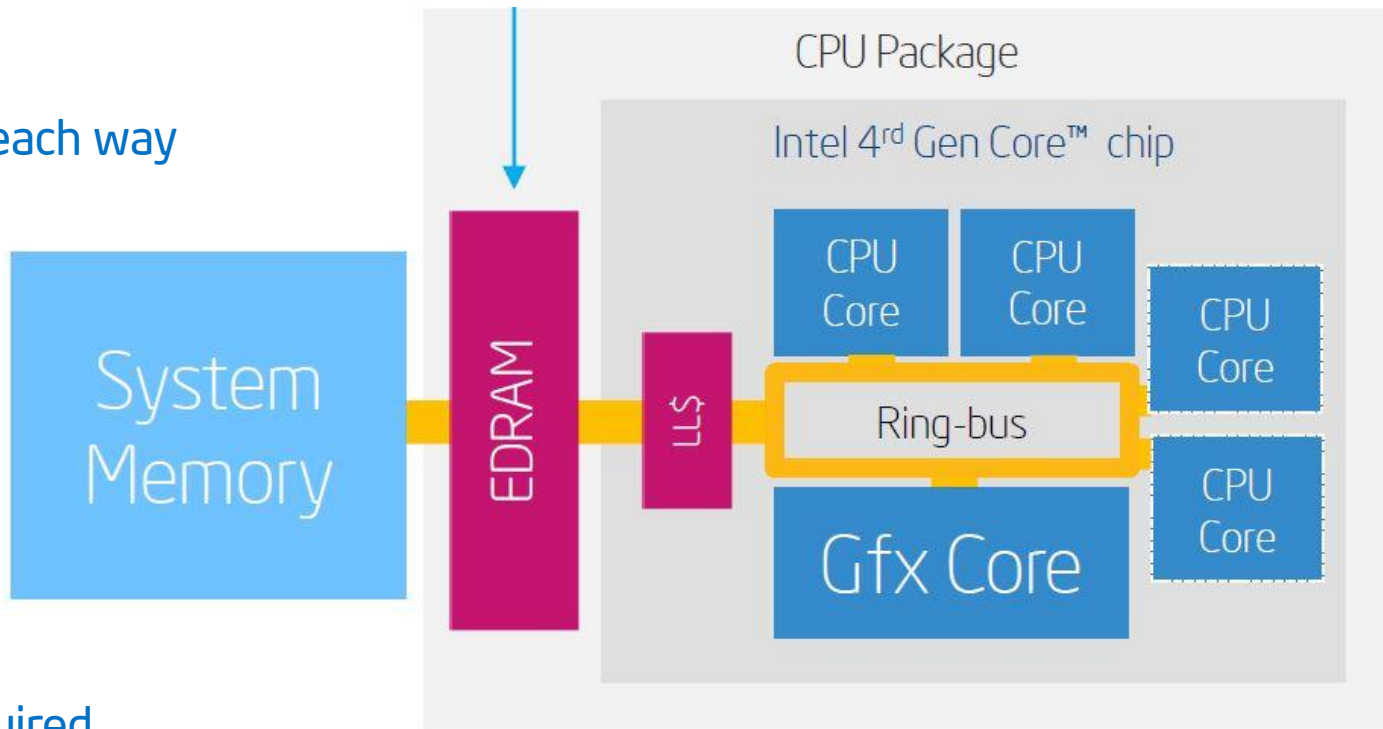 CPU Package
each way
Intel 4rd Gen Core™ chip
CPU
Core
CPU
Core
CPU
Core
System
Memory
EDRAM
LL$
Ring-bus
CPU
Core
Gfx Core